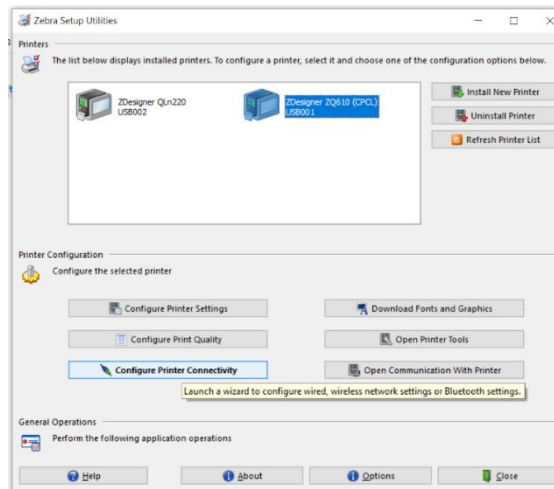 Zebra Setup Utilities
Printers
The list below displays installed printers. To configure a printer, select it and choose one of the configuration options below.
ZDesigner QLn220
USB002
ZDesigner ZQ610 (CPCL)
USB001
Install New Printer
Uninstall Printer
Refresh Printer List
Printer Configuration
Configure the selected printer
Configure Printer Settings
Download Fonts and Graphics
Configure Print Quality
Open Printer Tools
Configure Printer Connectivity
Open Communication With Printer
Launch a wizard to configure wired, wireless network settings or Bluetooth settings.
General Operations
Perform the following application operations
Help
About
Options
Close